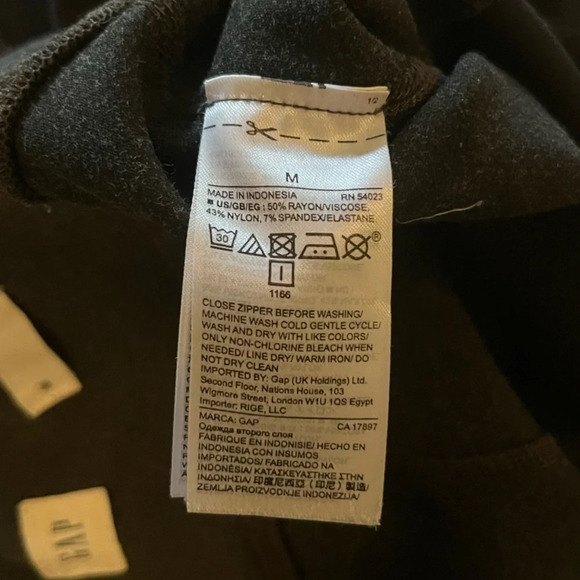 1/2
M
MADE IN INDONESIA RN 54023
■ US/GB/EG: 50% RAYON/VISCOSE,
43% NYLON, 7% SPANDEX/ELASTANE.
30
®
I
1166
CLOSE ZIPPER BEFORE WASHING/
MACHINE WASH COLD GENTLE CYCLE/
WASH AND DRY WITH LIKE COLORS/
ONLY NON-CHLORINE BLEACH WHEN
NEEDED/ LINE DRY/ WARM IRON/ DO
NOT DRY CLEAN
IMPORTED BY: Gap (UK Holdings) Ltd.
Second Floor, Nations House, 103
Wigmore Street, London W1U 1QS Egypt
Importer: RIGE, LLC
MARCA: GAP CA 17897
Одежда второго слоя
FABRIQUE EN INDONESIE/ HECHO EN
INDONESIA CON INSUMOS
IMPORTADOS/ FABRICADO NA
INDONÉSIA/ ΚΑΤΑΣΚΕΥΑΣΤΗΚΕ ΣΤΗΝ
ΙΝΔΟΝΗΣΙΑ/ 印度尼西亚 (印尼) 制造/
ZEMLJA PROIZVODNJE INDONEZIJA/
GAP